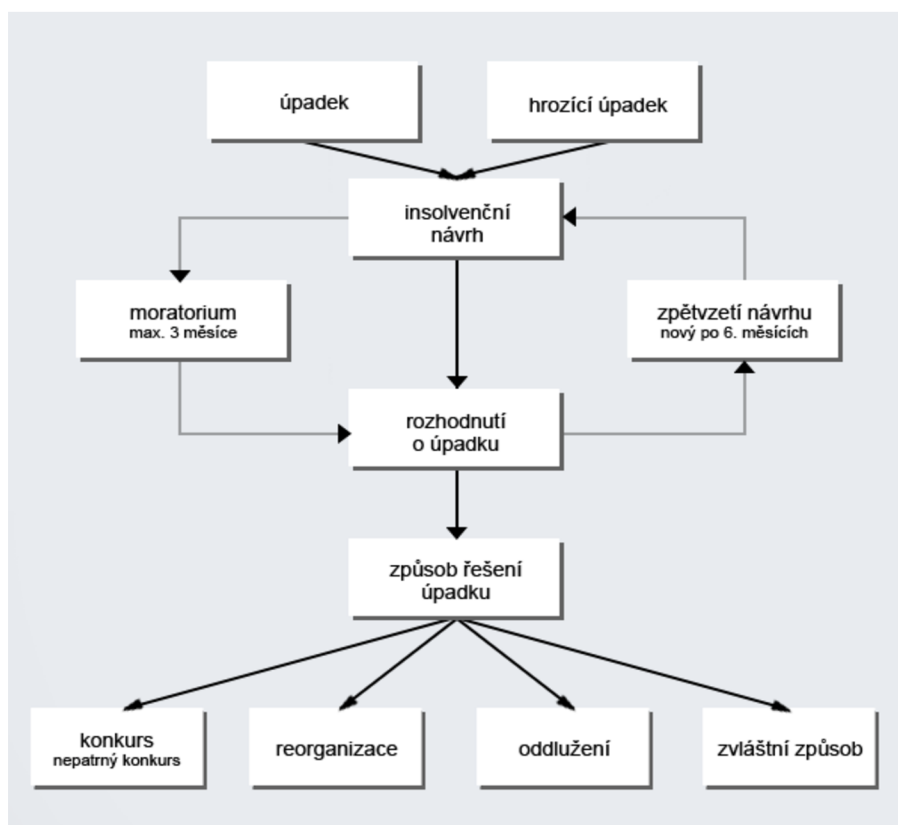 úpadek
hrozící úpadek
insolvenční
návrh
moratorium
max. 3 měsíce
zpětvzetí návrhu
nový po 6. měsících
rozhodnutí
o úpadku
způsob řešení
úpadku
konkurs
nepatrný konkurs
reorganizace
oddlužení
zvláštní způsob